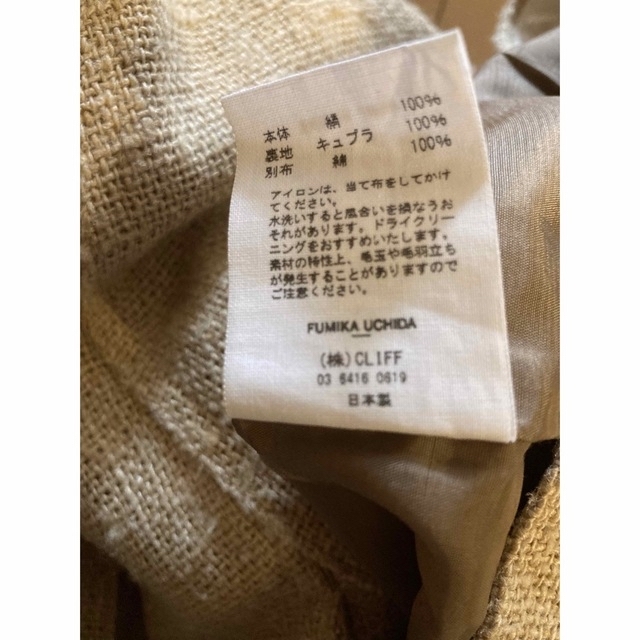 本体 絹 100%
裏地 キュプラ 100%
別布 綿 100%
アイロンは、当て布をしてかけ
てください。
水洗いすると風合いを損なうお
それがあります。ドライクリー
ニングをおすすめいたします。
素材の特性上、毛玉や毛羽立ち
が発生することがありますので
ご注意ください。
FUMIKA UCHIDA
(株)CLIFF
03 6416 0619
日本製